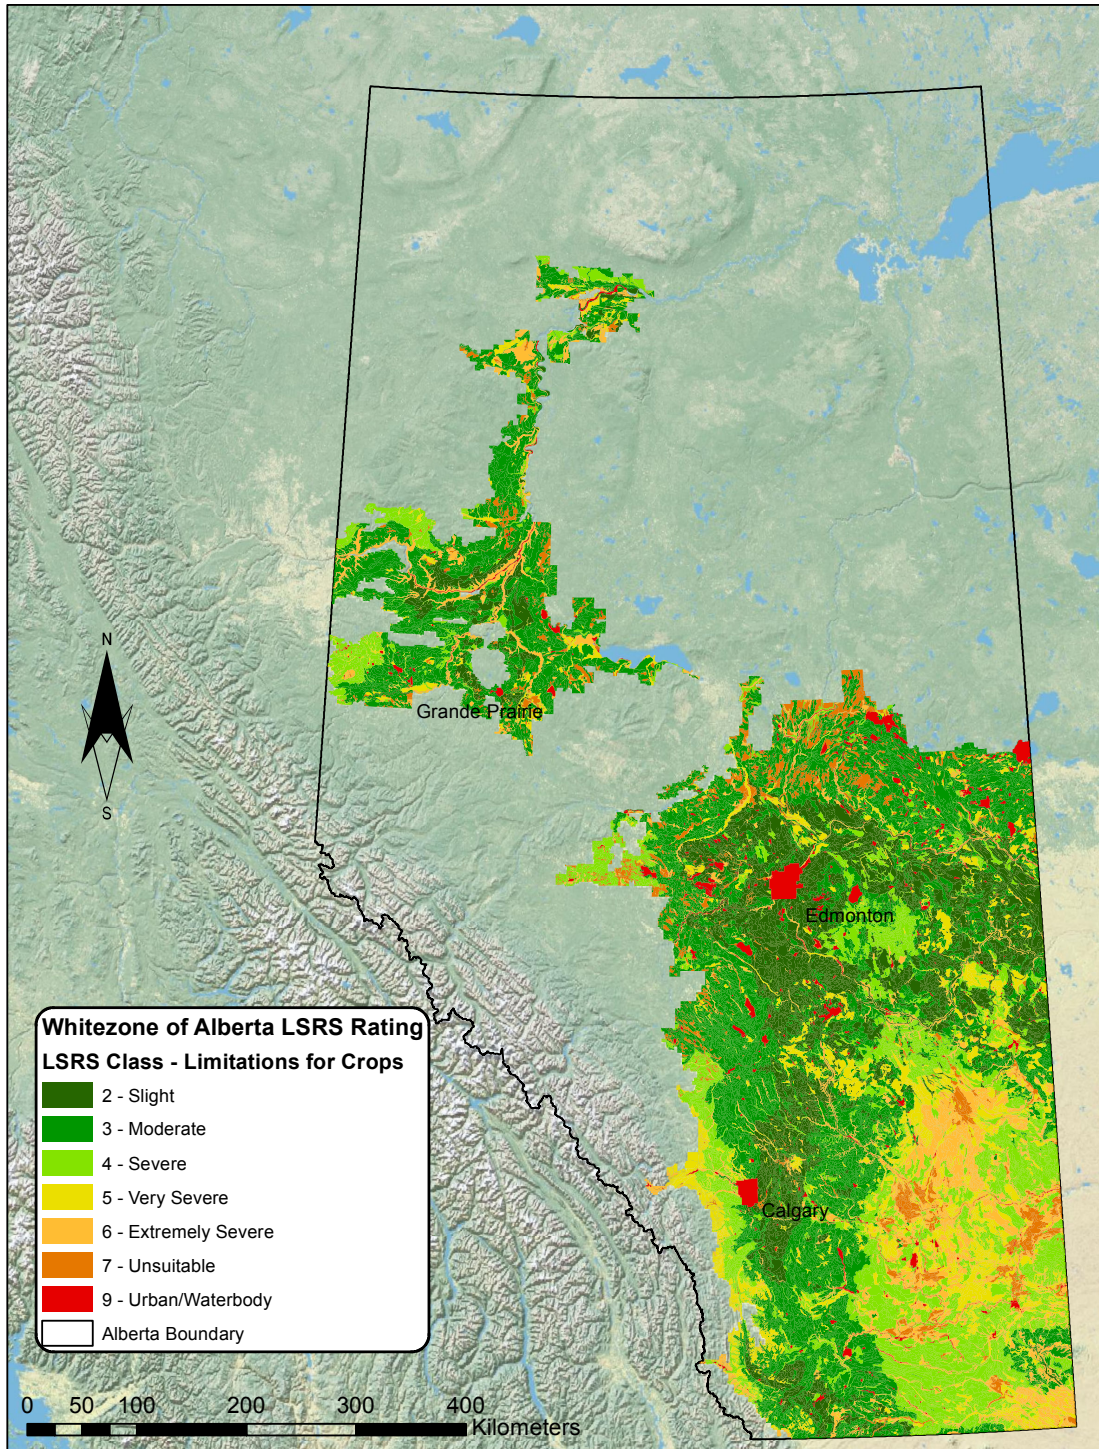 N
S
Grande Prairie
Edmonton
Calgary
Whitezone of Alberta LSRS Rating
LSRS Class - Limitations for Crops
2 - Slight
3 - Moderate
4 - Severe
5 - Very Severe
6 - Extremely Severe
7 - Unsuitable
9 - Urban/Waterbody
Alberta Boundary
0 50 100 200 300 400
Kilometers